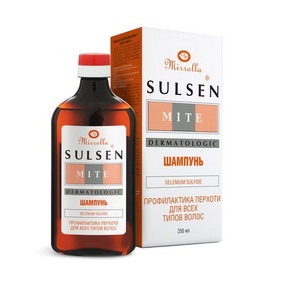 Mirrolla
SULSEN
MITE
DERMATOLOGIC
ШАМПУНЬ
SELENIUM SULFIDE
ПРОФИЛАКТИКА ПЕРХОТИ
ДЛЯ ВСЕХ
ТИПОВ ВОЛОС
Mirrolla
SULSEN
MITE
DERMATOLOGIC
ШАМПУНЬ
SELENIUM SULFIDE
ПРОФИЛАКТИКА ПЕРХОТИ
ДЛЯ ВСЕХ
ТИПОВ ВОЛОС
250 мл